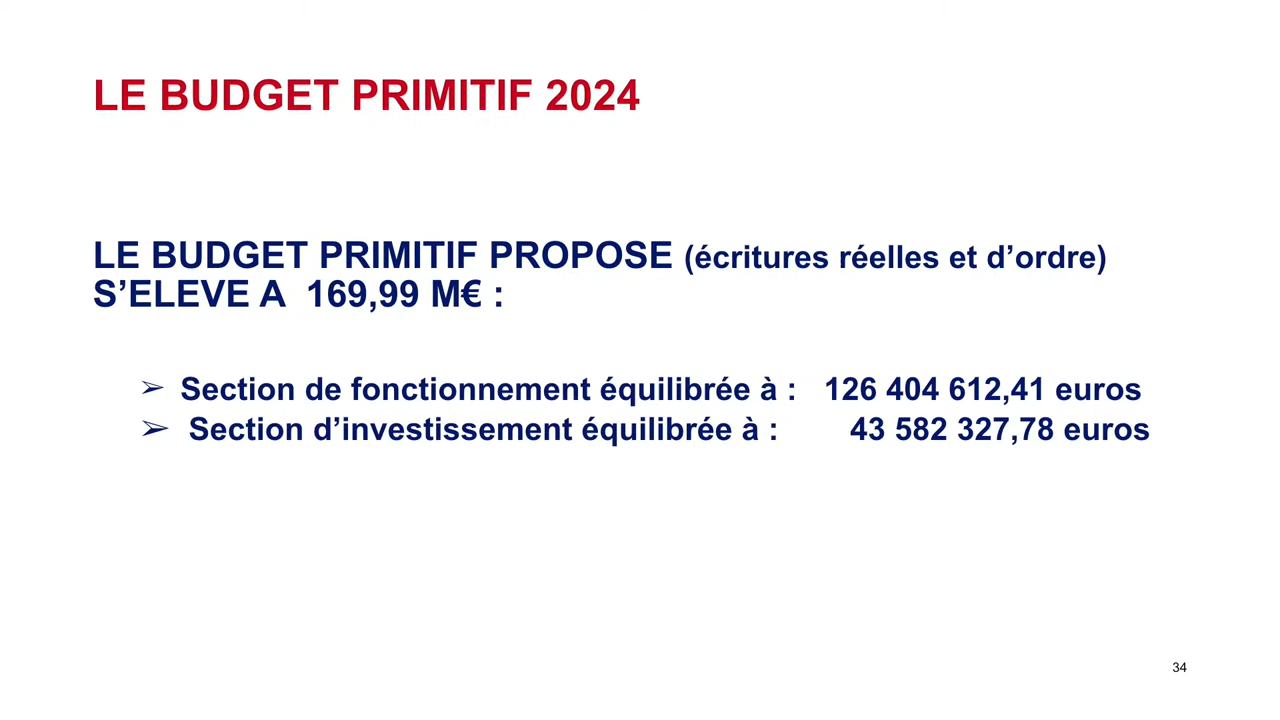 LE BUDGET PRIMITIF 2024
LE BUDGET PRIMITIF PROPOSE (écritures réelles et d’ordre)
S’ELEVE A 169,99 M€ :
➢ Section de fonctionnement équilibrée à : 126 404 612,41 euros
➢ Section d’investissement équilibrée à : 43 582 327,78 euros
34